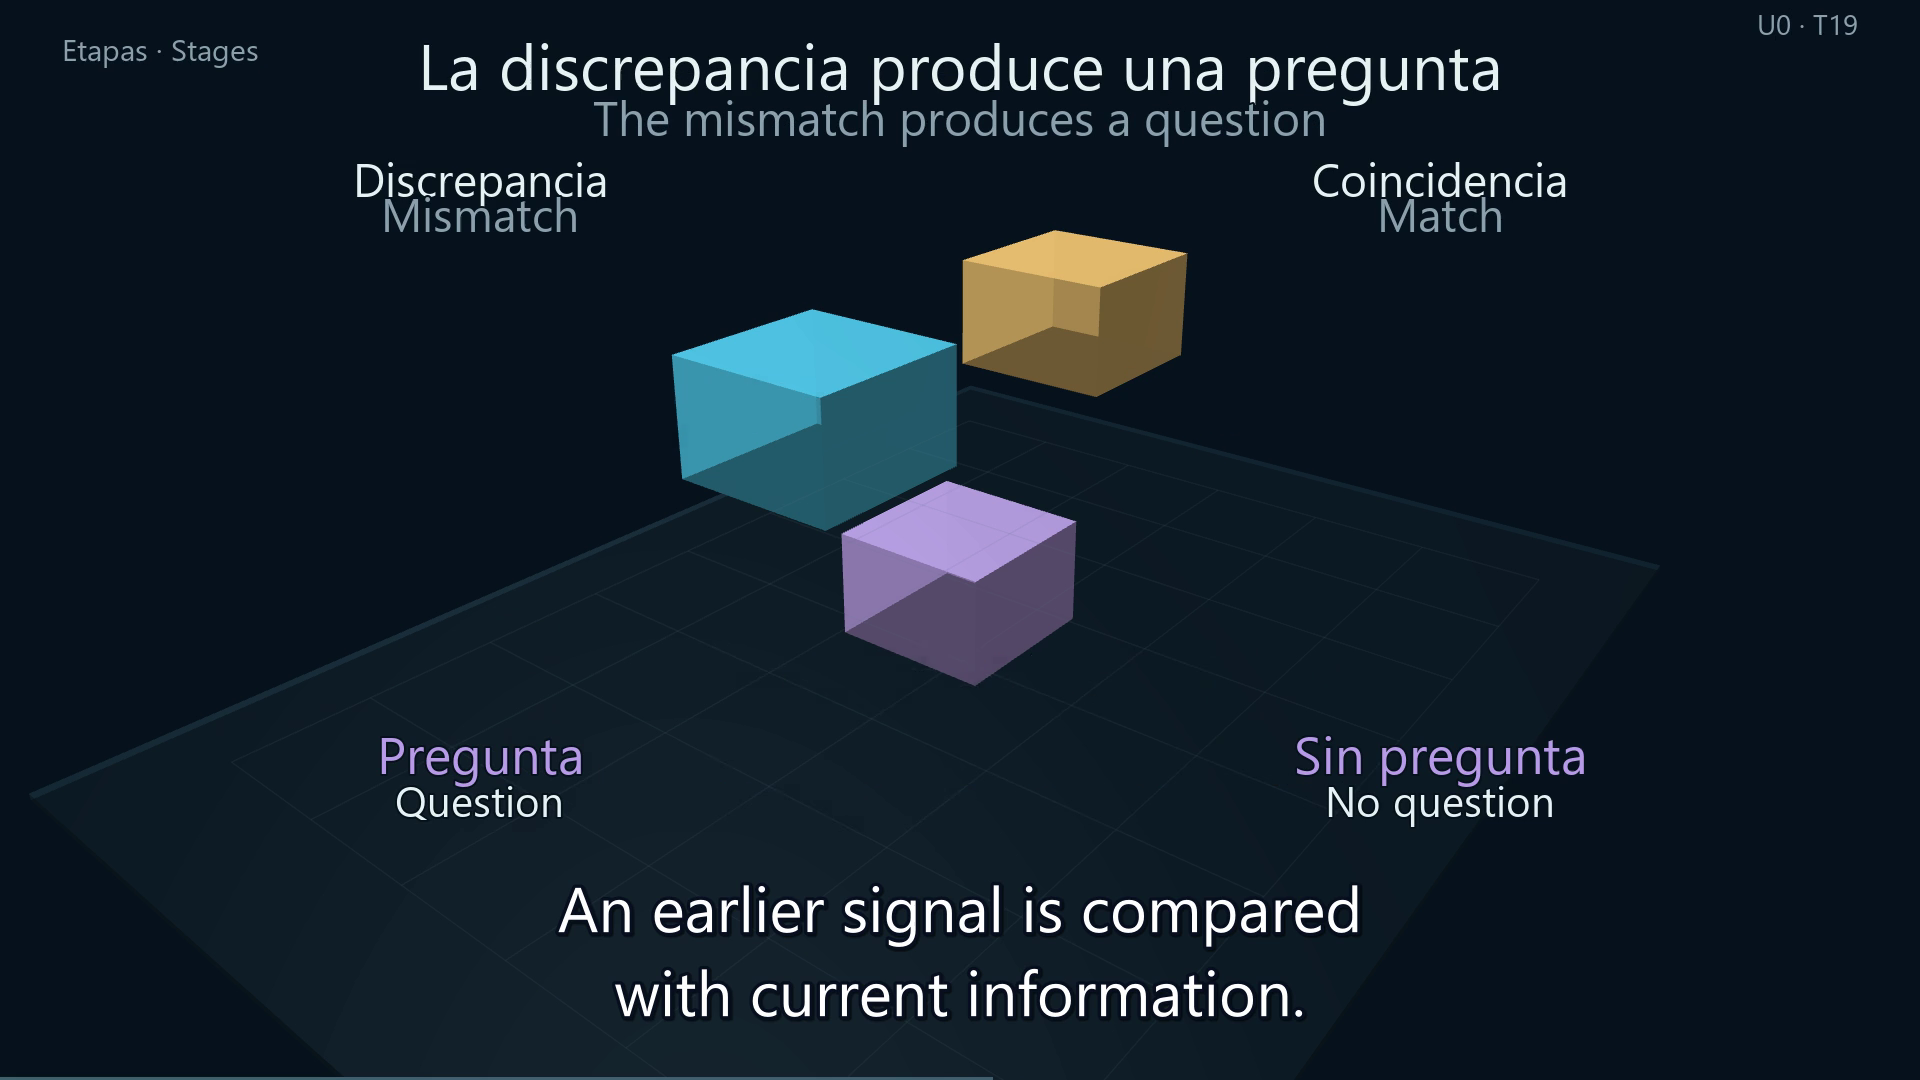 Etapas · Stages
U0 · T19
La discrepancia produce una pregunta
The mismatch produces a question
Discrepancia
Mismatch
Coincidencia
Match
Pregunta
Question
Sin pregunta
No question
An earlier signal is compared
with current information.